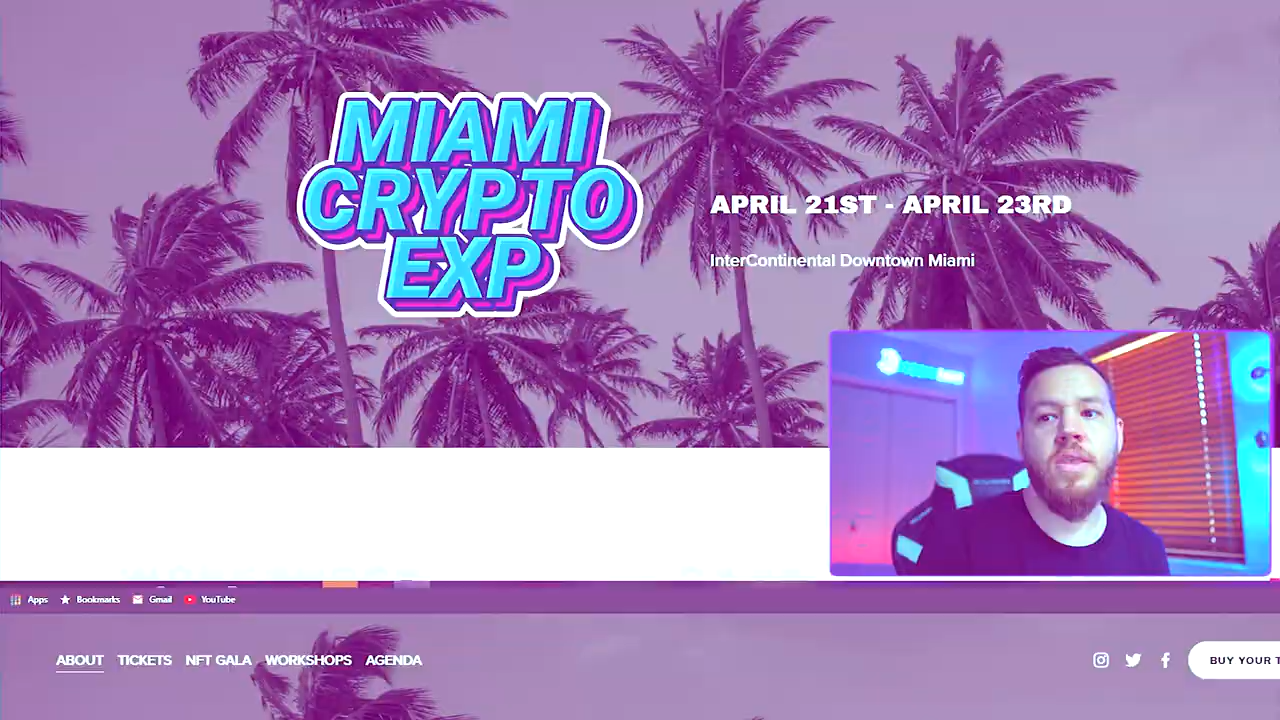 MIAMI
CRYPTO
EXP
APRIL 21ST - APRIL 23RD
InterContinental Downtown Miami
Apps Bookmarks Gmail YouTube
ABOUT TICKETS NFT GALA WORKSHOPS AGENDA
BUY YOUR T